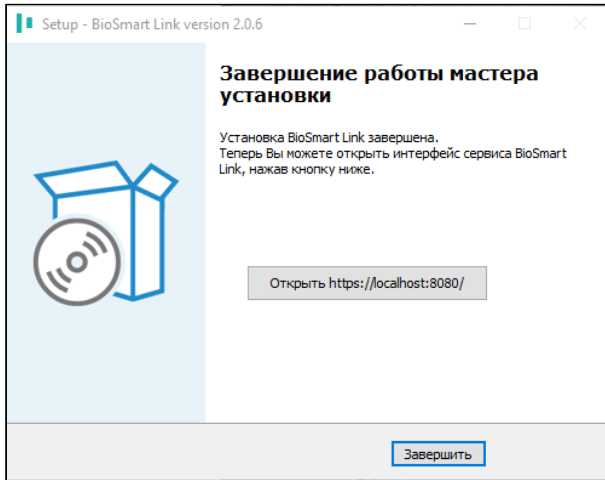 Setup - BioSmart Link version 2.0.6
Завершение работы мастера
установки
Установка BioSmart Link завершена.
Теперь Вы можете открыть интерфейс сервиса BioSmart
Link, нажав кнопку ниже.
Открыть https://localhost:8080/
Завершить